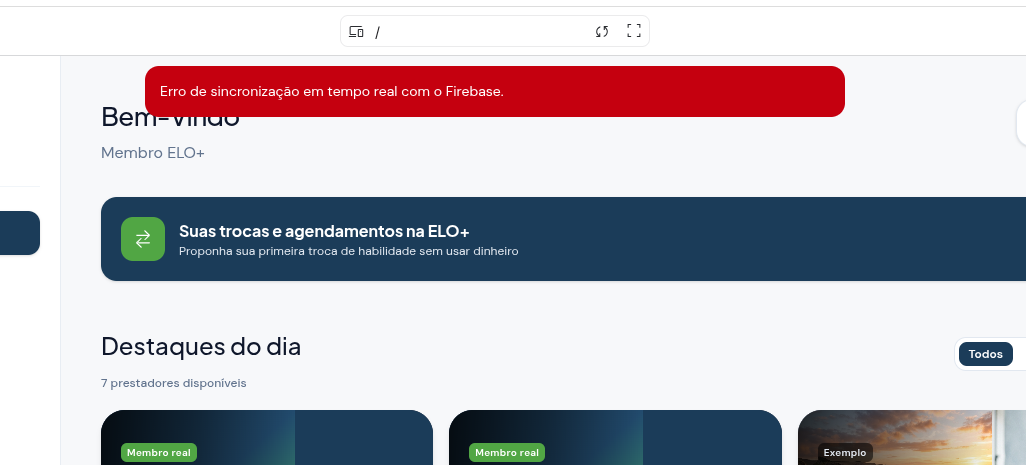 /
Erro de sincronização em tempo real com o Firebase.
Bem-vindo
Membro ELO+
Suas trocas e agendamentos na ELO+
Proponha sua primeira troca de habilidade sem usar dinheiro
Destaques do dia
Todos
7 prestadores disponíveis
Membro real
Membro real
Exemplo